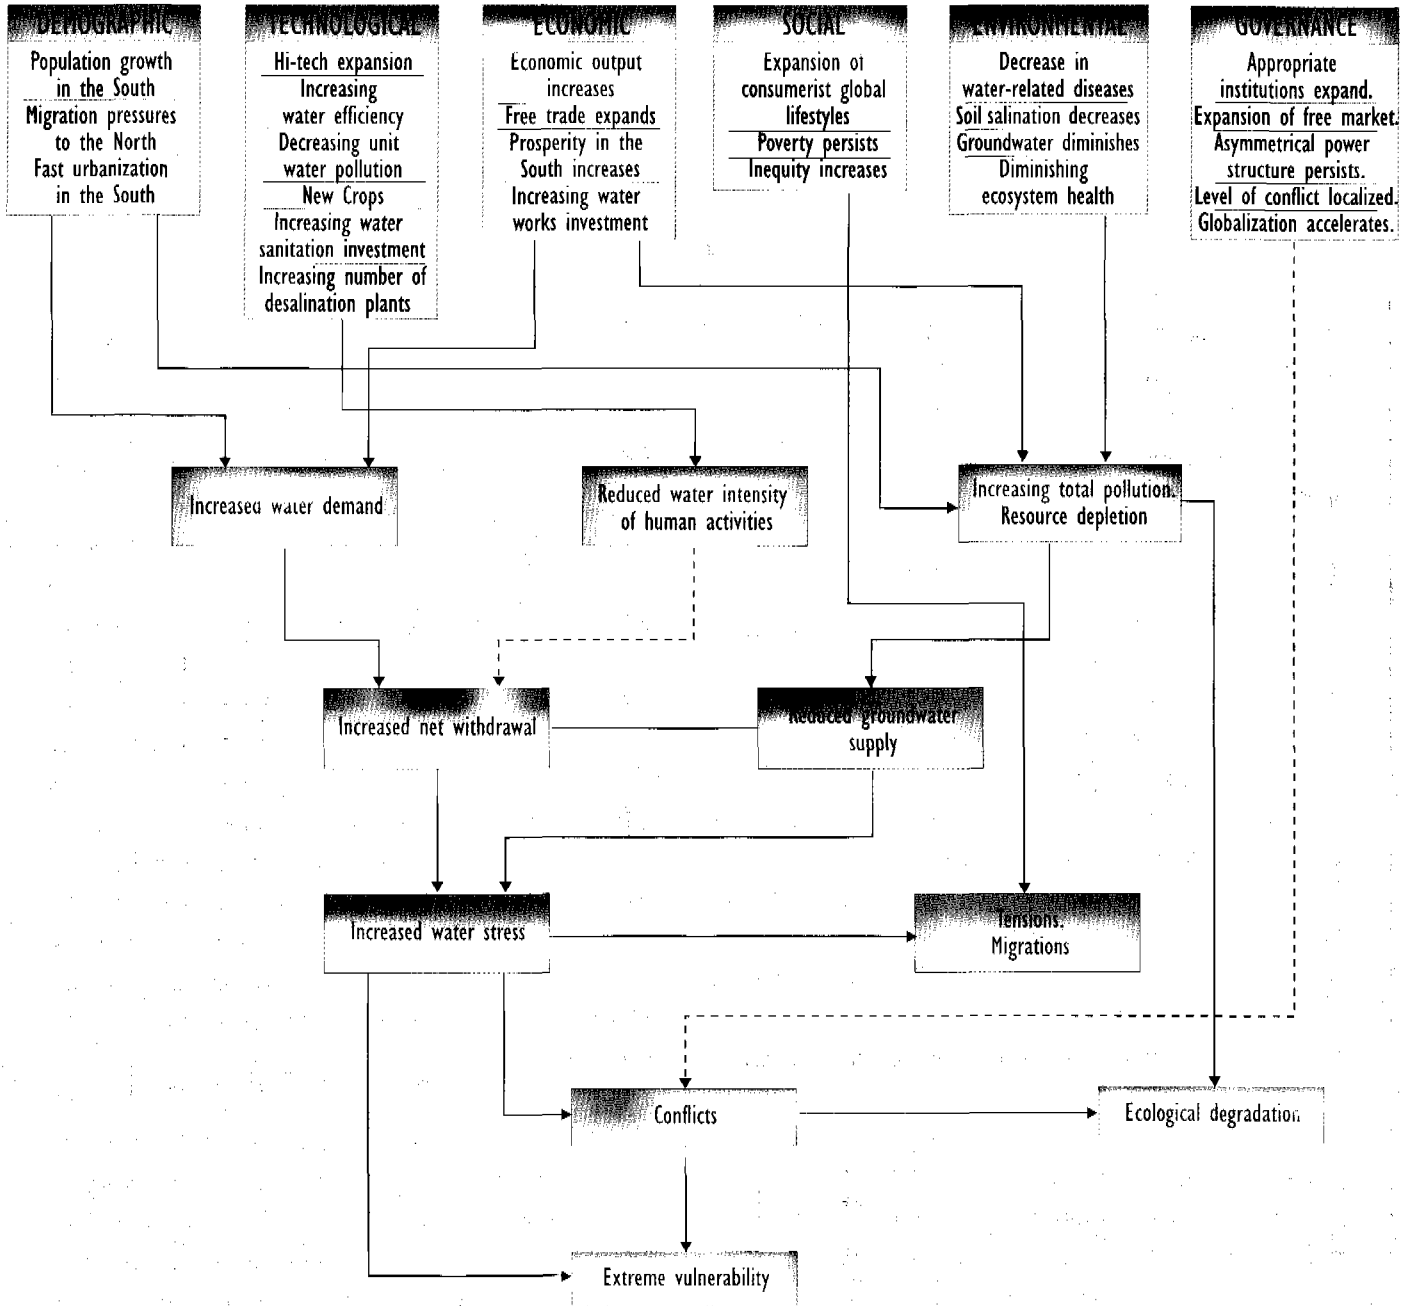 DEMOGRAPHIC
Population growth
in the South
Migration pressures
to the North
Fast urbanization
in the South
TECHNOLOGICAL
Hi-tech expansion
Increasing
water efficiency
Decreasing unit
water pollution
New Crops
Increasing water
sanitation investment
Increasing number of
desalination plants
ECONOMIC
Economic output
increases
Free trade expands
Prosperity in the
South increases
Increasing water
works investment
SOCIAL
Expansion of
consumerist global
lifestyles
Poverty persists
Inequity increases
ENVIRONMENTAL
Decrease in
water-related diseases
Soil salination decreases
Groundwater diminishes
Diminishing
ecosystem health
GOVERNANCE
Appropriate
institutions expand.
Expansion of free market.
Asymmetrical power
structure persists.
Level of conflict localized.
Globalization accelerates.
Increased water demand
Reduced water intensity
of human activities
Increasing total pollution.
Resource depletion
Increased net withdrawal
Reduced groundwater
supply
Increased water stress
Tensions.
Migrations
Conflicts
Ecological degradation
Extreme vulnerability